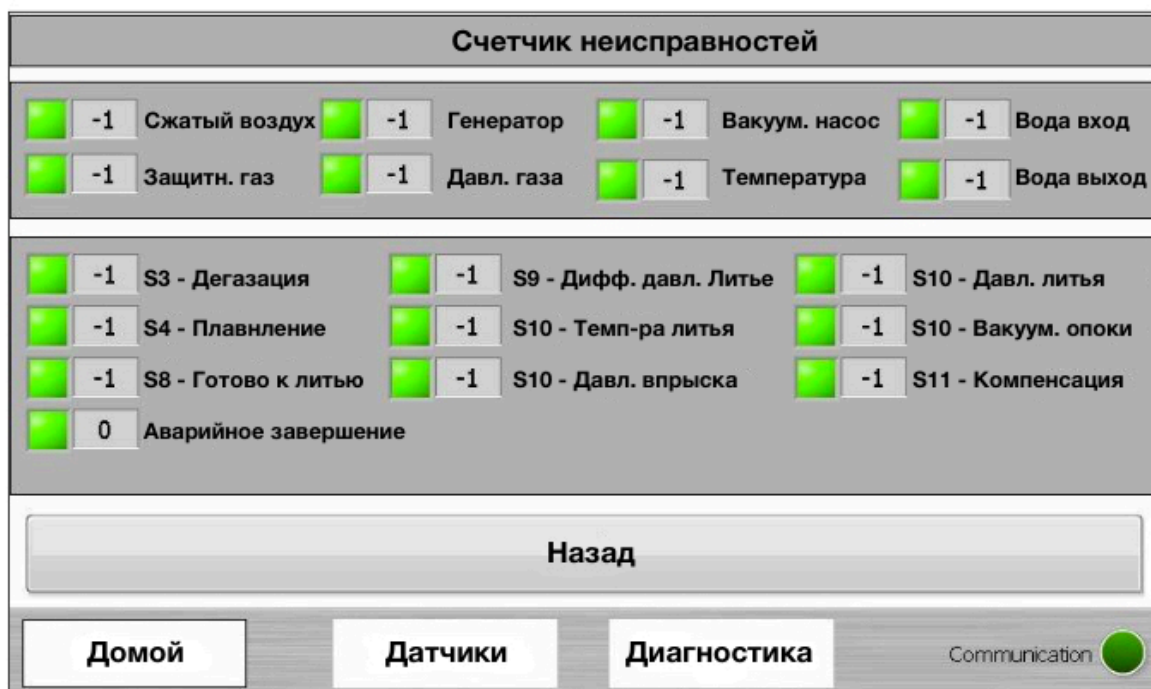 Счетчик неисправностей
-1 Сжатый воздух -1 Генератор -1 Вакуум. насос -1 Вода вход
-1 Защитн. газ -1 Давл. газа -1 Температура -1 Вода выход
-1 S3 - Дегазация -1 S9 - Дифф. давл. Литье -1 S10 - Давл. литья
-1 S4 - Плавнление -1 S10 - Темп-ра литья -1 S10 - Вакуум. опоки
-1 S8 - Готово к литью -1 S10 - Давл. впрыска -1 S11 - Компенсация
0 Аварийное завершение
Назад
Домой Датчики Диагностика Communication